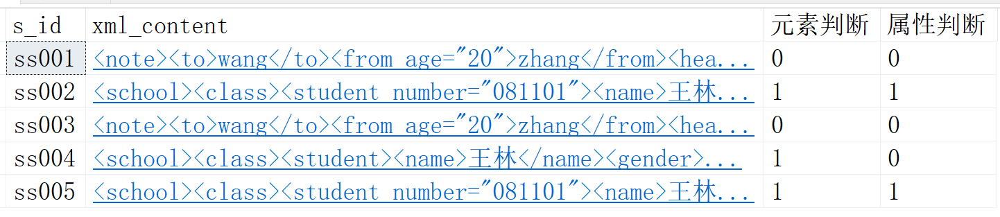 s_id xml_content 元素判断 属性判断
ss001 <note><to>wang</to><from age="20">zhang</from><hea... 0 0
ss002 <school><class><student number="081101"><name>王林... 1 1
ss003 <note><to>wang</to><from age="20">zhang</from><hea... 0 0
ss004 <school><class><student><name>王林</name><gender>... 1 0
ss005 <school><class><student number="081101"><name>王林... 1 1